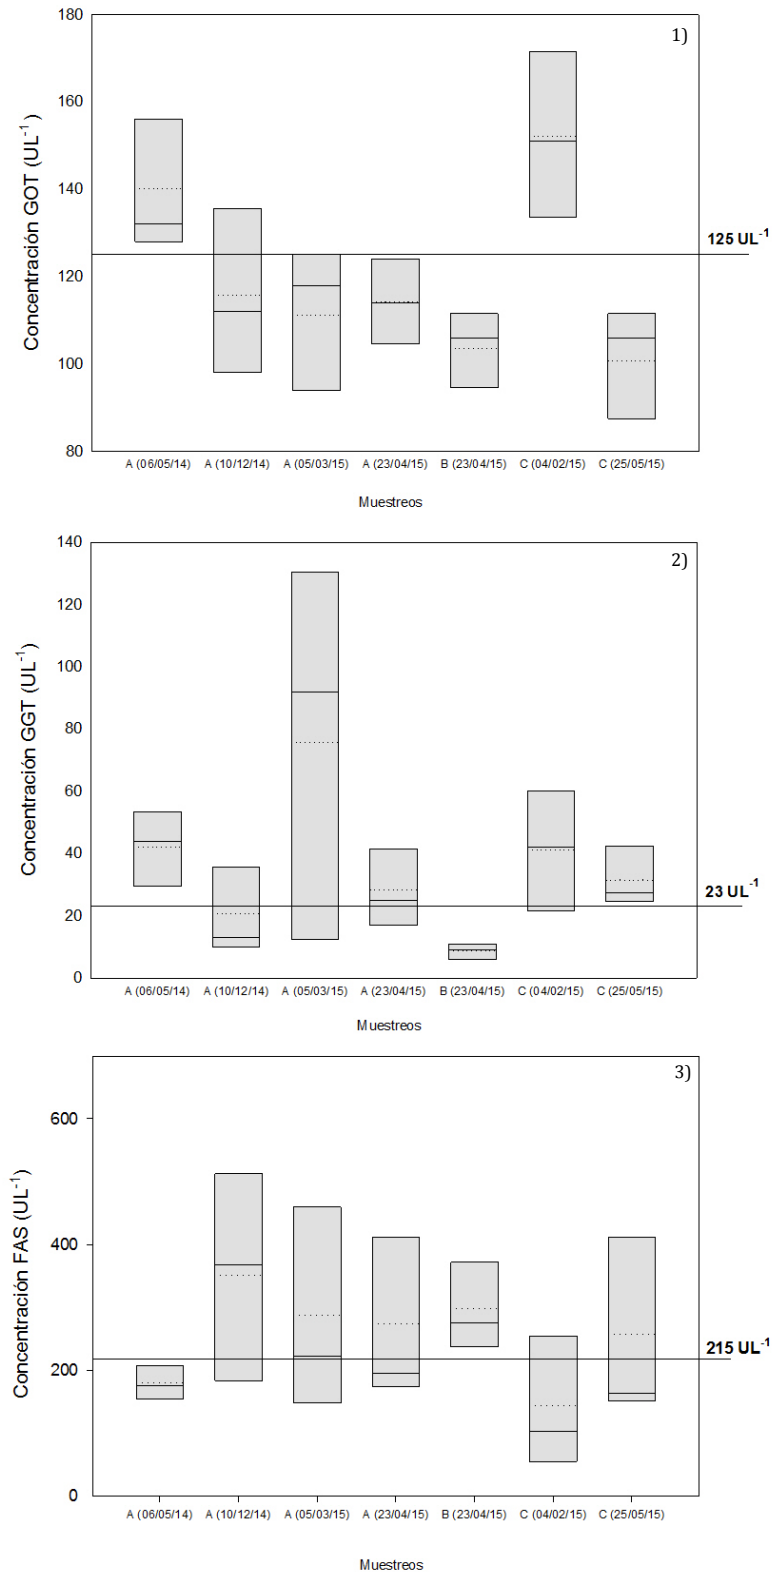 1)
180
160
140
120
100
80
Concentración GOT (UL⁻¹)
125 UL⁻¹
A (06/05/14) A (10/12/14) A (05/03/15) A (23/04/15) B (23/04/15) C (04/02/15) C (25/05/15)
Muestreos
2)
140
120
100
80
60
40
20
0
Concentración GGT (UL⁻¹)
23 UL⁻¹
A (06/05/14) A (10/12/14) A (05/03/15) A (23/04/15) B (23/04/15) C (04/02/15) C (25/05/15)
Muestreos
3)
600
400
200
0
Concentración FAS (UL⁻¹)
215 UL⁻¹
A (06/05/14) A (10/12/14) A (05/03/15) A (23/04/15) B (23/04/15) C (04/02/15) C (25/05/15)
Muestreos